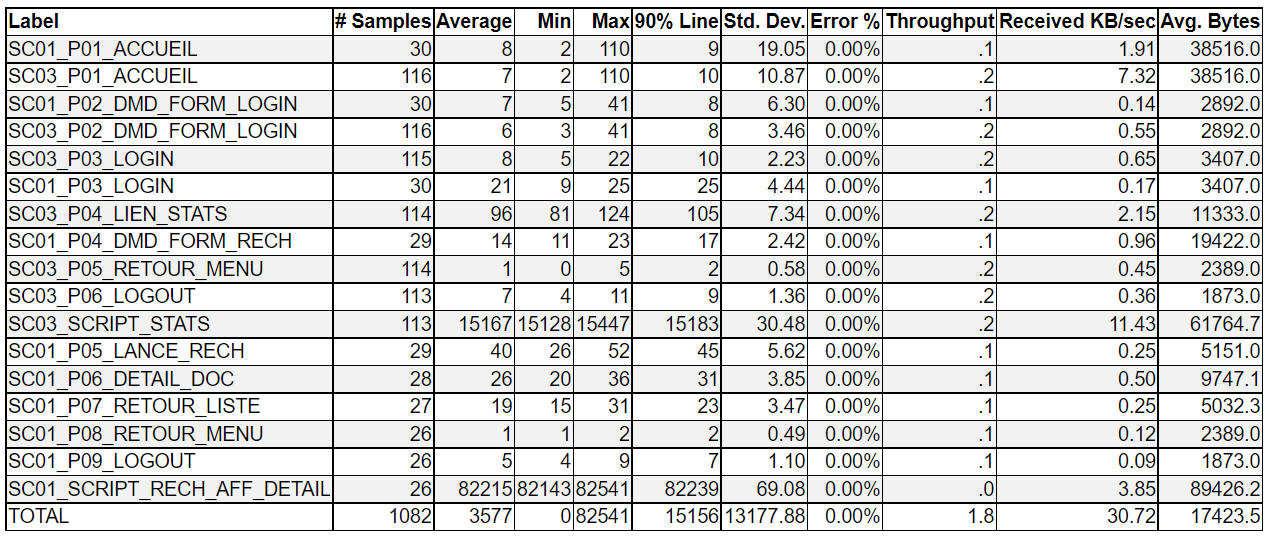 Label # Samples Average Min Max 90% Line Std. Dev. Error % Throughput Received KB/sec Avg. Bytes
SC01_P01_ACCUEIL 30 8 2 110 9 19.05 0.00% .1 1.91 38516.0
SC03_P01_ACCUEIL 116 7 2 110 10 10.87 0.00% .2 7.32 38516.0
SC01_P02_DMD_FORM_LOGIN 30 7 5 41 8 6.30 0.00% .1 0.14 2892.0
SC03_P02_DMD_FORM_LOGIN 116 6 3 41 8 3.46 0.00% .2 0.55 2892.0
SC03_P03_LOGIN 115 8 5 22 10 2.23 0.00% .2 0.65 3407.0
SC01_P03_LOGIN 30 21 9 25 25 4.44 0.00% .1 0.17 3407.0
SC03_P04_LIEN_STATS 114 96 81 124 105 7.34 0.00% .2 2.15 11333.0
SC01_P04_DMD_FORM_RECH 29 14 11 23 17 2.42 0.00% .1 0.96 19422.0
SC03_P05_RETOUR_MENU 114 1 0 5 2 0.58 0.00% .2 0.45 2389.0
SC03_P06_LOGOUT 113 7 4 11 9 1.36 0.00% .2 0.36 1873.0
SC03_SCRIPT_STATS 113 15167 15128 15447 15183 30.48 0.00% .2 11.43 61764.7
SC01_P05_LANCE_RECH 29 40 26 52 45 5.62 0.00% .1 0.25 5151.0
SC01_P06_DETAIL_DOC 28 26 20 36 31 3.85 0.00% .1 0.50 9747.1
SC01_P07_RETOUR_LISTE 27 19 15 31 23 3.47 0.00% .1 0.25 5032.3
SC01_P08_RETOUR_MENU 26 1 1 2 2 0.49 0.00% .1 0.12 2389.0
SC01_P09_LOGOUT 26 5 4 9 7 1.10 0.00% .1 0.09 1873.0
SC01_SCRIPT_RECH_AFF_DETAIL 26 82215 82143 82541 82239 69.08 0.00% .0 3.85 89426.2
TOTAL 1082 3577 0 82541 15156 13177.88 0.00% 1.8 30.72 17423.5